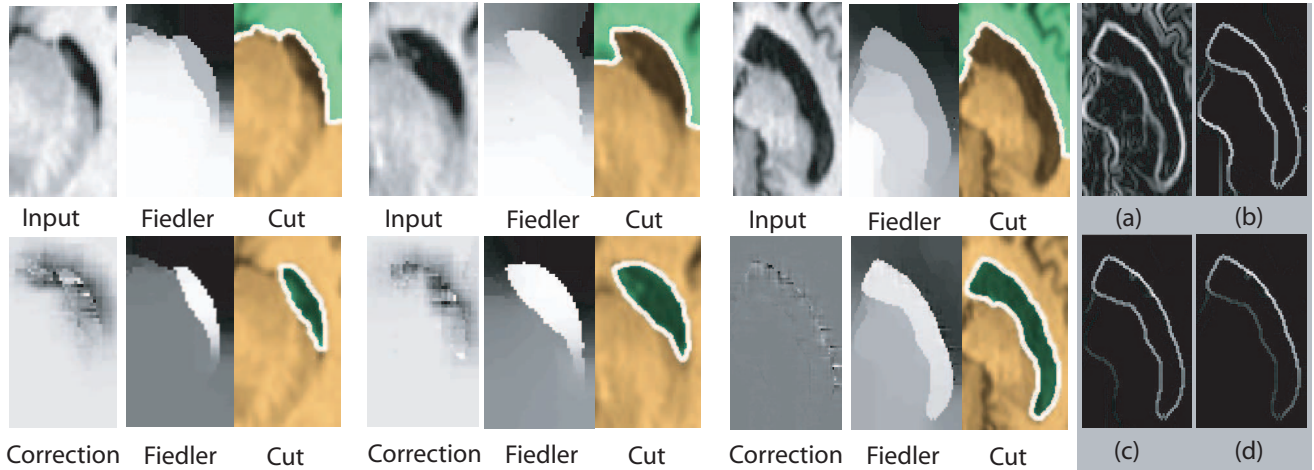 Input Fiedler Cut Input Fiedler Cut Input Fiedler Cut (a) (b)
Correction Fiedler Cut Correction Fiedler Cut Correction Fiedler Cut (c) (d)